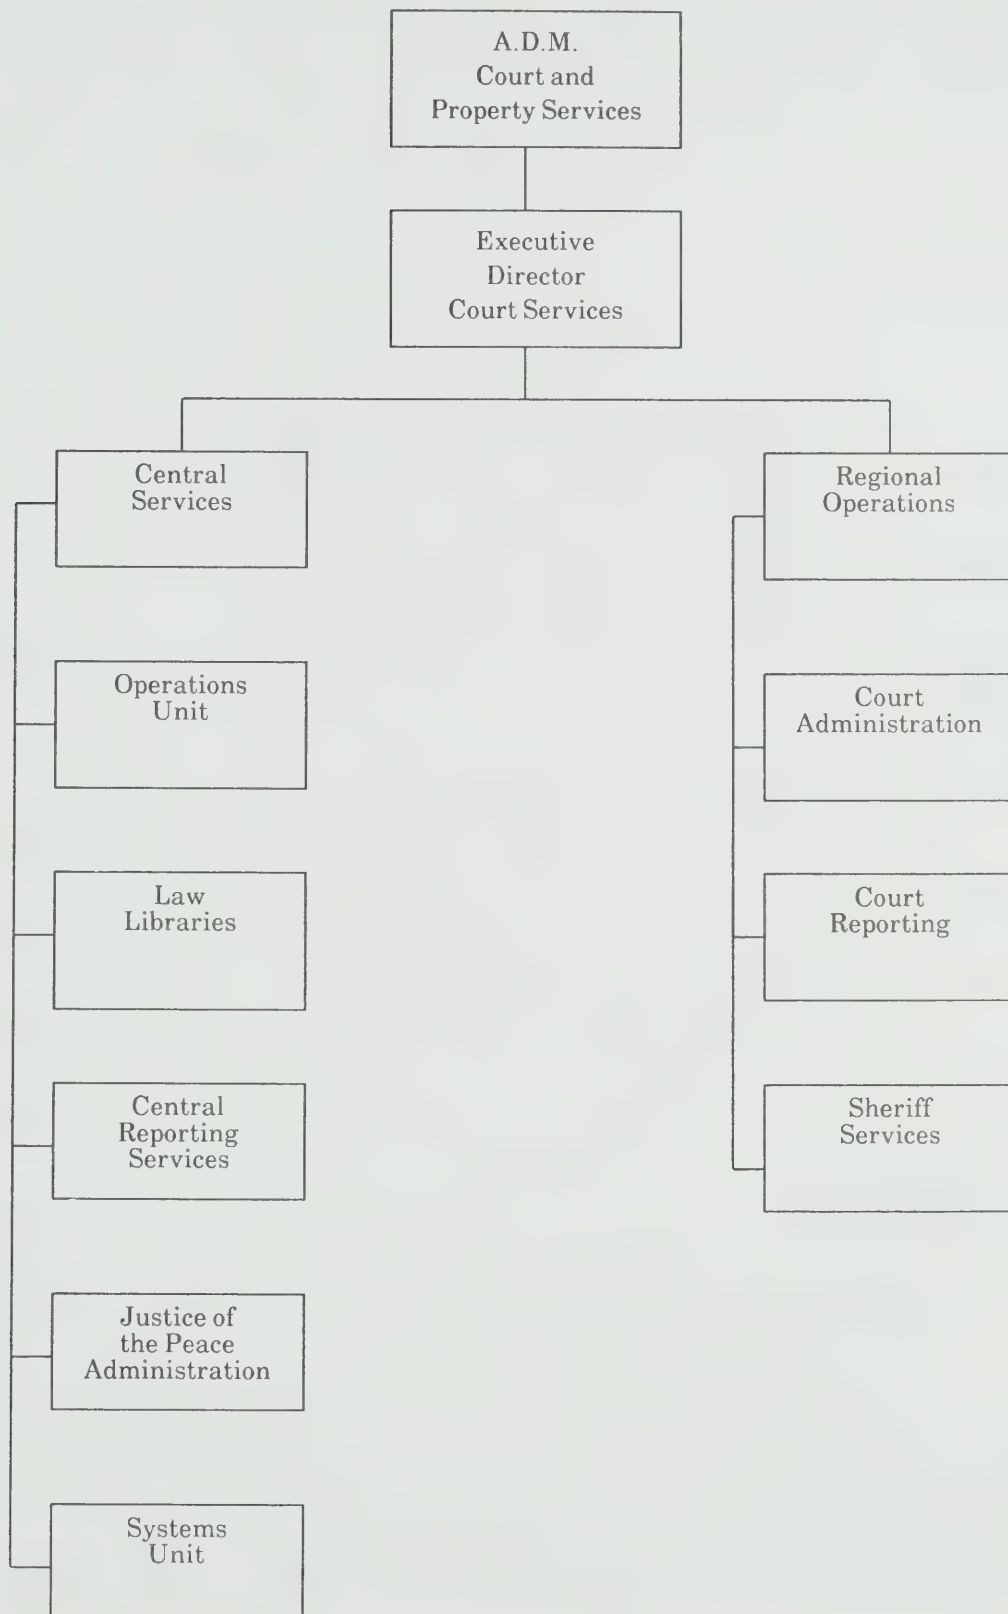 A.D.M.
Court and
Property Services
Executive
Director
Court Services
Central
Services
Operations
Unit
Law
Libraries
Central
Reporting
Services
Justice of
the Peace
Administration
Systems
Unit
Regional
Operations
Court
Administration
Court
Reporting
Sheriff
Services